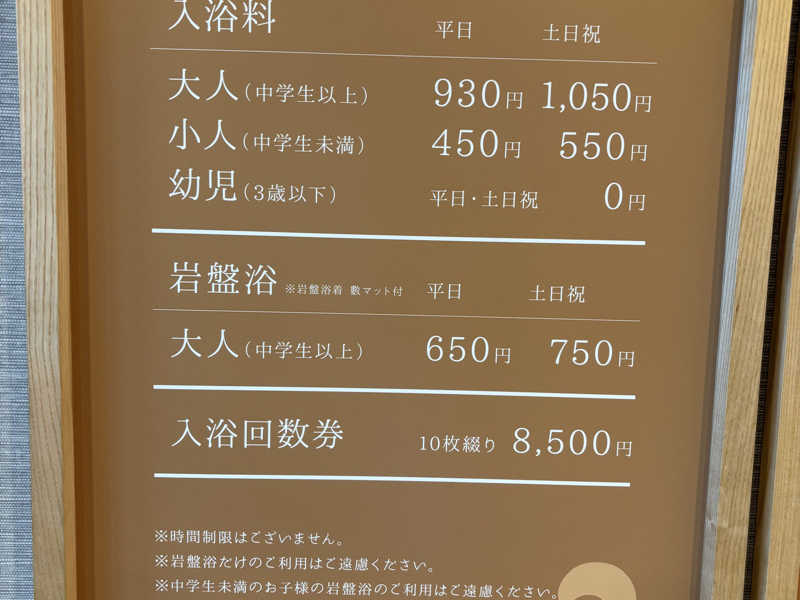 入浴料 平日 土日祝
大人（中学生以上） 930円 1,050円
小人（中学生未満） 450円 550円
幼児（3歳以下） 平日・土日祝 0円
岩盤浴 ※岩盤浴着 敷マット付 平日 土日祝
大人（中学生以上） 650円 750円
入浴回数券 10枚綴り 8,500円
※時間制限はございません。
※岩盤浴だけのご利用はご遠慮ください。
※中学生未満のお子様の岩盤浴のご利用はご遠慮ください。